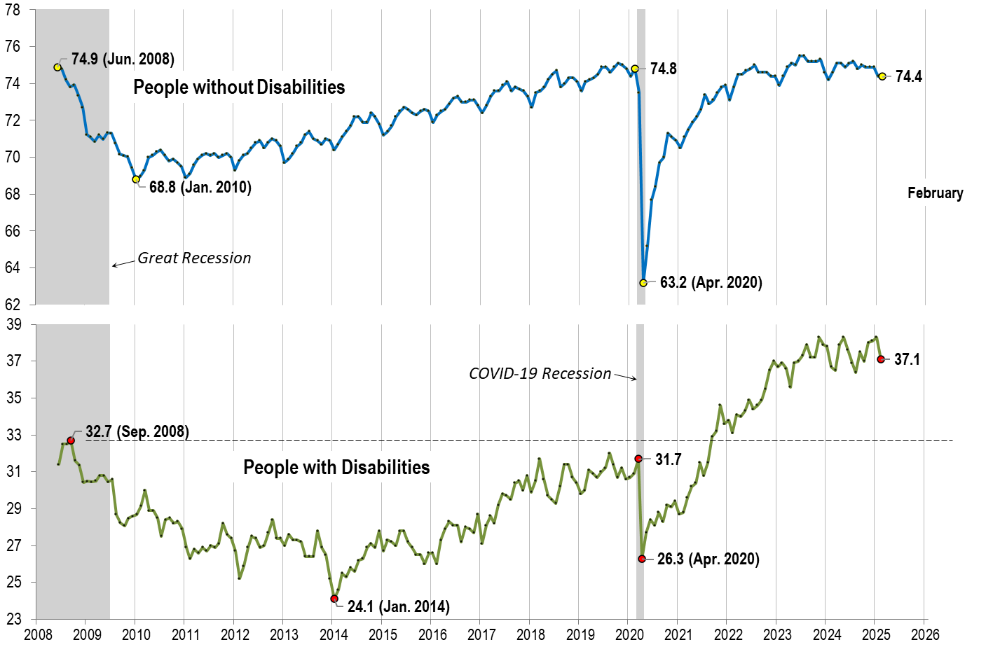 78
76
74
72
70
68
66
64
62
74.9 (Jun. 2008)
People without Disabilities
74.8
74.4
68.8 (Jan. 2010)
February
Great Recession
63.2 (Apr. 2020)
39
37
35
33
31
29
27
25
23
37.1
COVID-19 Recession
32.7 (Sep. 2008)
People with Disabilities
31.7
26.3 (Apr. 2020)
24.1 (Jan. 2014)
2008 2009 2010 2011 2012 2013 2014 2015 2016 2017 2018 2019 2020 2021 2022 2023 2024 2025 2026